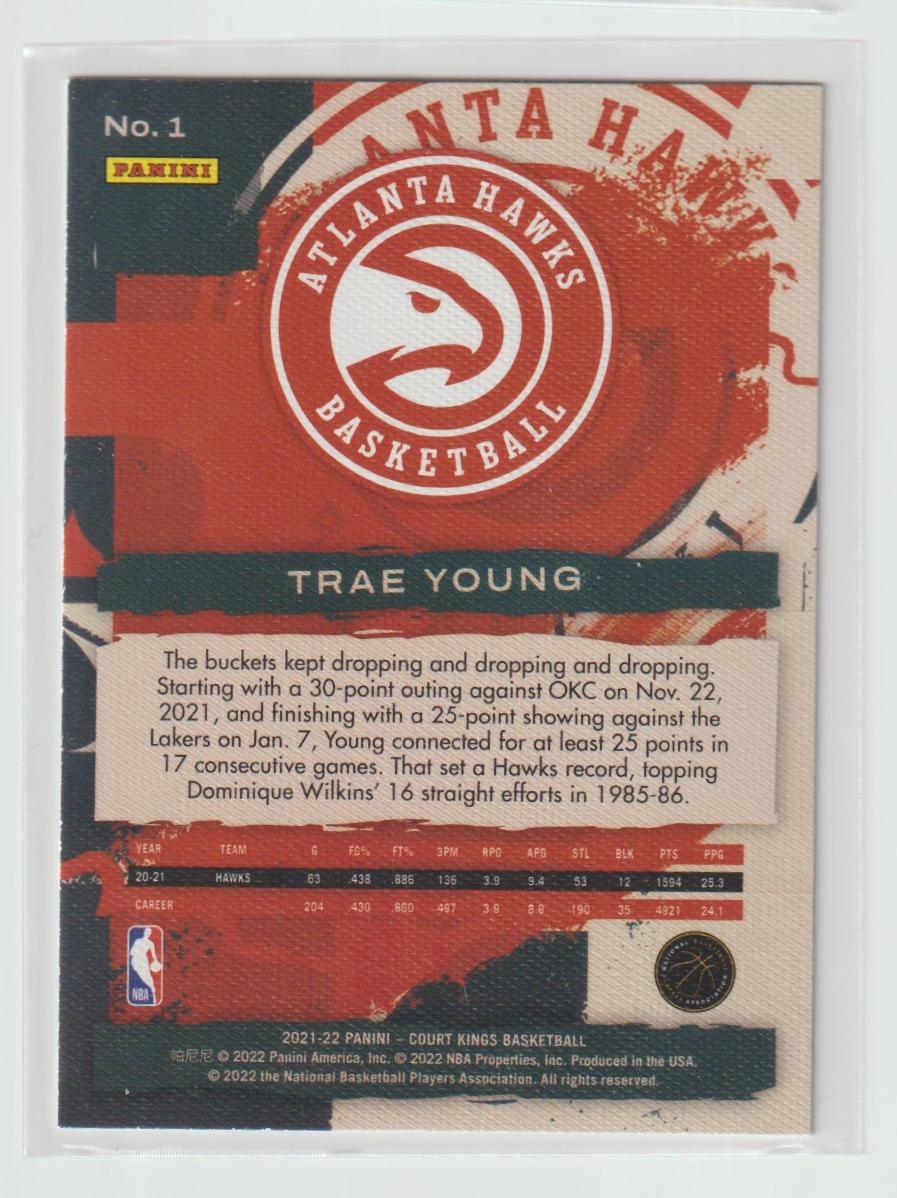 No. 1
PANINI
ANTA HAW
ATLANTA HAWKS
BASKETBALL
TRAE YOUNG
The buckets kept dropping and dropping and dropping.
Starting with a 30-point outing against OKC on Nov. 22,
2021, and finishing with a 25-point showing against the
Lakers on Jan. 7, Young connected for at least 25 points in
17 consecutive games. That set a Hawks record, topping
Dominique Wilkins’ 16 straight efforts in 1985-86.
YEAR TEAM G FG% FT% 3PM RPG APG STL BLK PTS PPG
20-21 HAWKS 63 .438 .886 136 3.9 9.4 53 12 1594 25.3
CAREER 204 .430 .860 497 3.9 8.9 190 35 4921 24.1
NBA
NATIONAL BASKETBALL
ASSOCIATION
2021-22 PANINI – COURT KINGS BASKETBALL
帕尼尼 © 2022 Panini America, Inc. © 2022 NBA Properties, Inc. Produced in the USA.
© 2022 the National Basketball Players Association. All rights reserved.